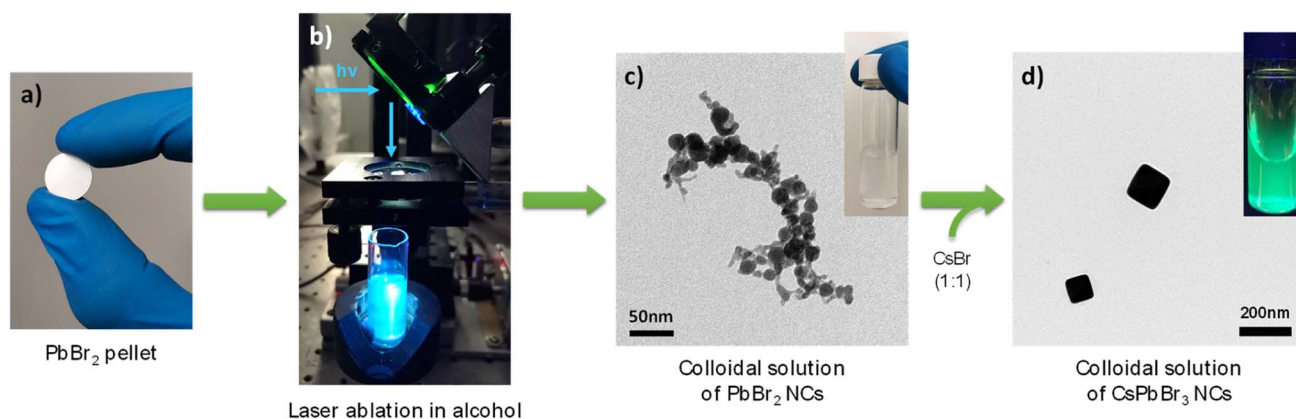 a)
PbBr₂ pellet
b)
hv
Laser ablation in alcohol
c)
50nm
Colloidal solution
of PbBr₂ NCs
CsBr
(1:1)
d)
200nm
Colloidal solution
of CsPbBr₃ NCs